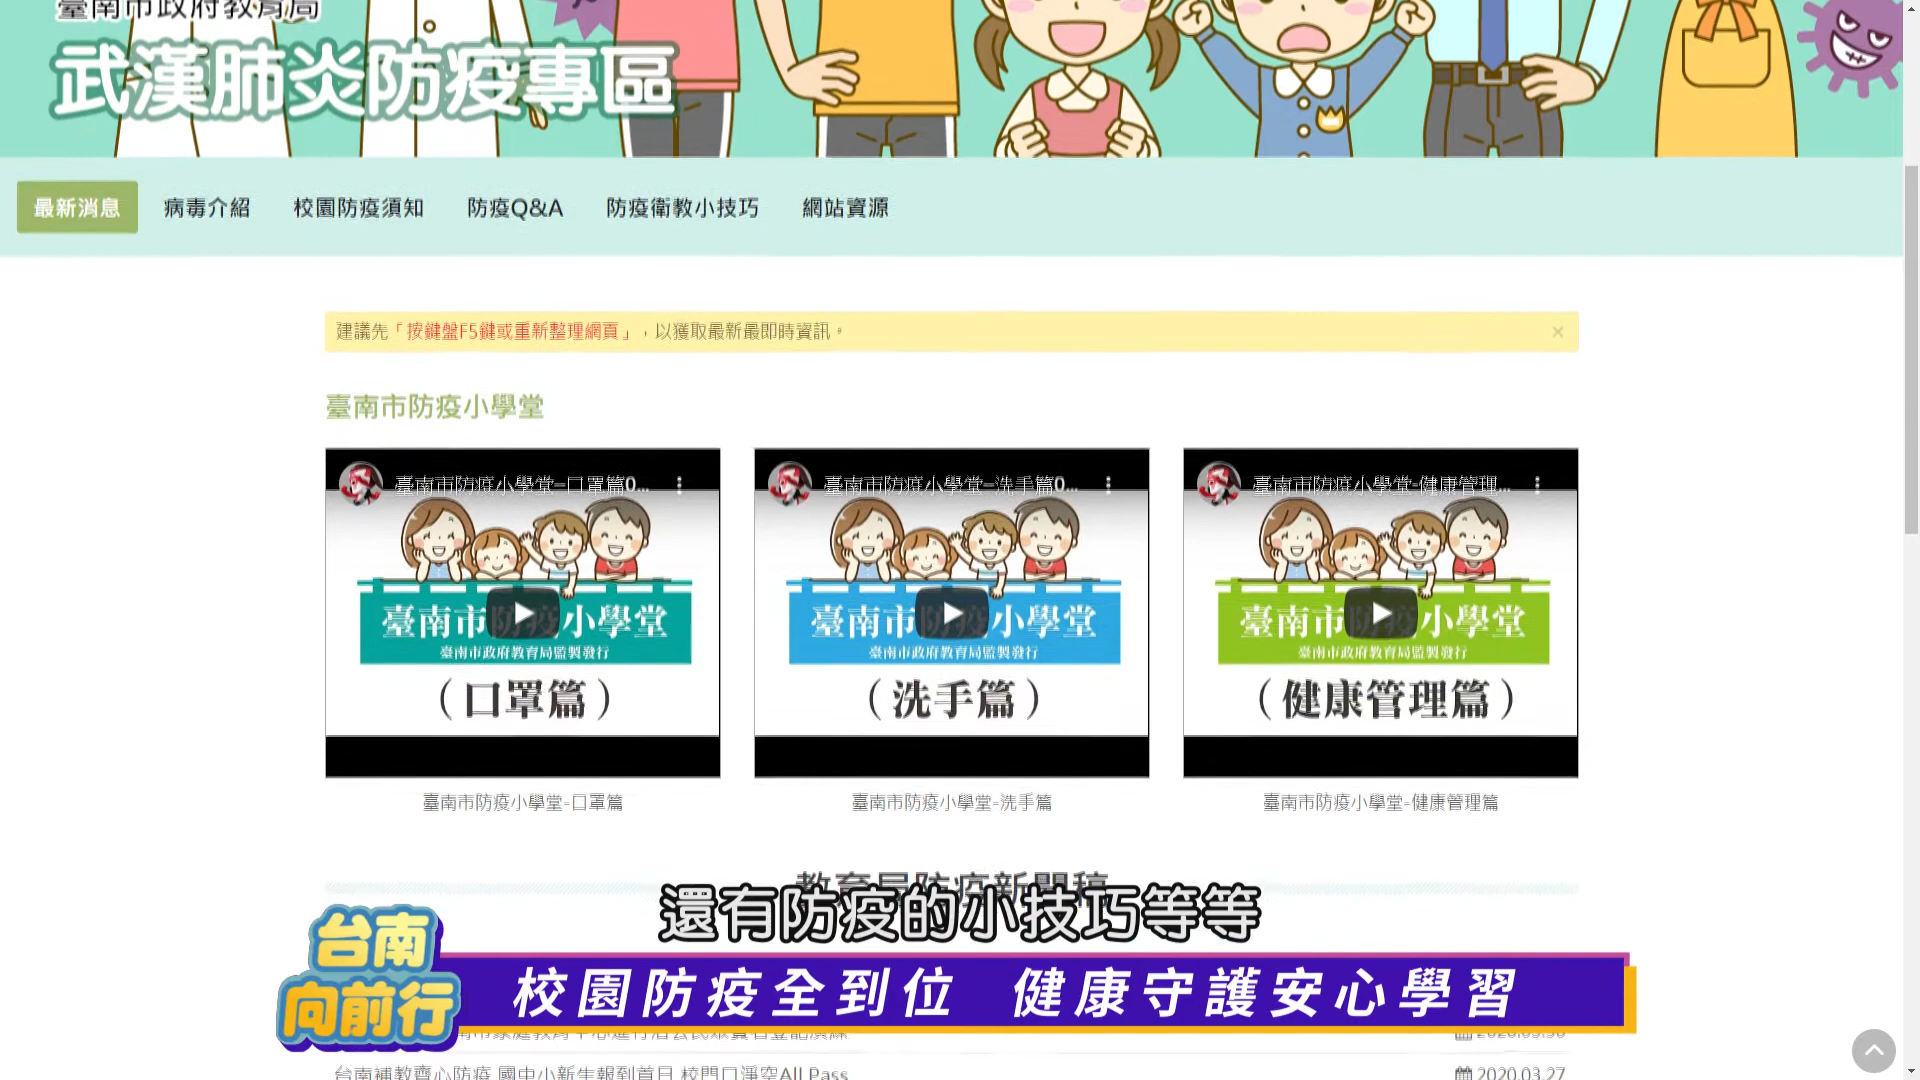 臺南市政府教育局
武漢肺炎防疫專區
最新消息 病毒介紹 校園防疫須知 防疫Q&A 防疫衛教小技巧 網站資源
建議先「按鍵盤F5鍵或重新整理網頁」,以獲取最新最即時資訊。 ×
臺南市防疫小學堂
臺南市防疫小學堂-口罩篇0... 臺南市防疫小學堂-洗手篇0... 臺南市防疫小學堂-健康管理...
臺南市防疫小學堂 臺南市防疫小學堂 臺南市防疫小學堂
臺南市政府教育局監製發行 臺南市政府教育局監製發行 臺南市政府教育局監製發行
(口罩篇) (洗手篇) (健康管理篇)
臺南市防疫小學堂-口罩篇 臺南市防疫小學堂-洗手篇 臺南市防疫小學堂-健康管理篇
教育局防疫新聞稿
還有防疫的小技巧等等
台南
向前行
校園防疫全到位 健康守護安心學習
台南補教齊心防疫 國中小新生報到首日 校門口淨空All Pass 2020.03.27